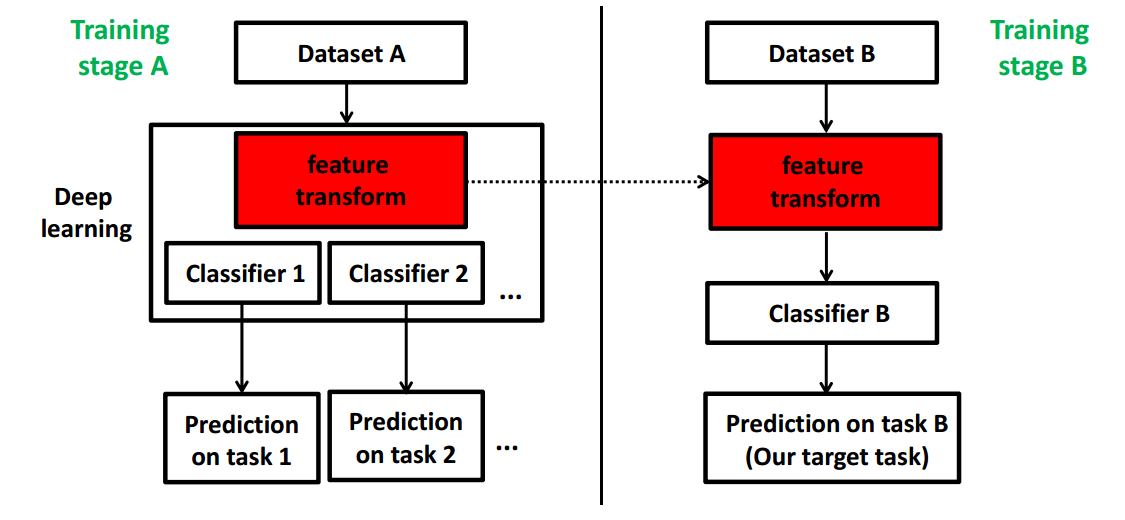 Training
stage A
Dataset A
Deep
learning
feature
transform
Classifier 1
Classifier 2
...
Prediction
on task 1
Prediction
on task 2
...
Training
stage B
Dataset B
feature
transform
Classifier B
Prediction on task B
(Our target task)